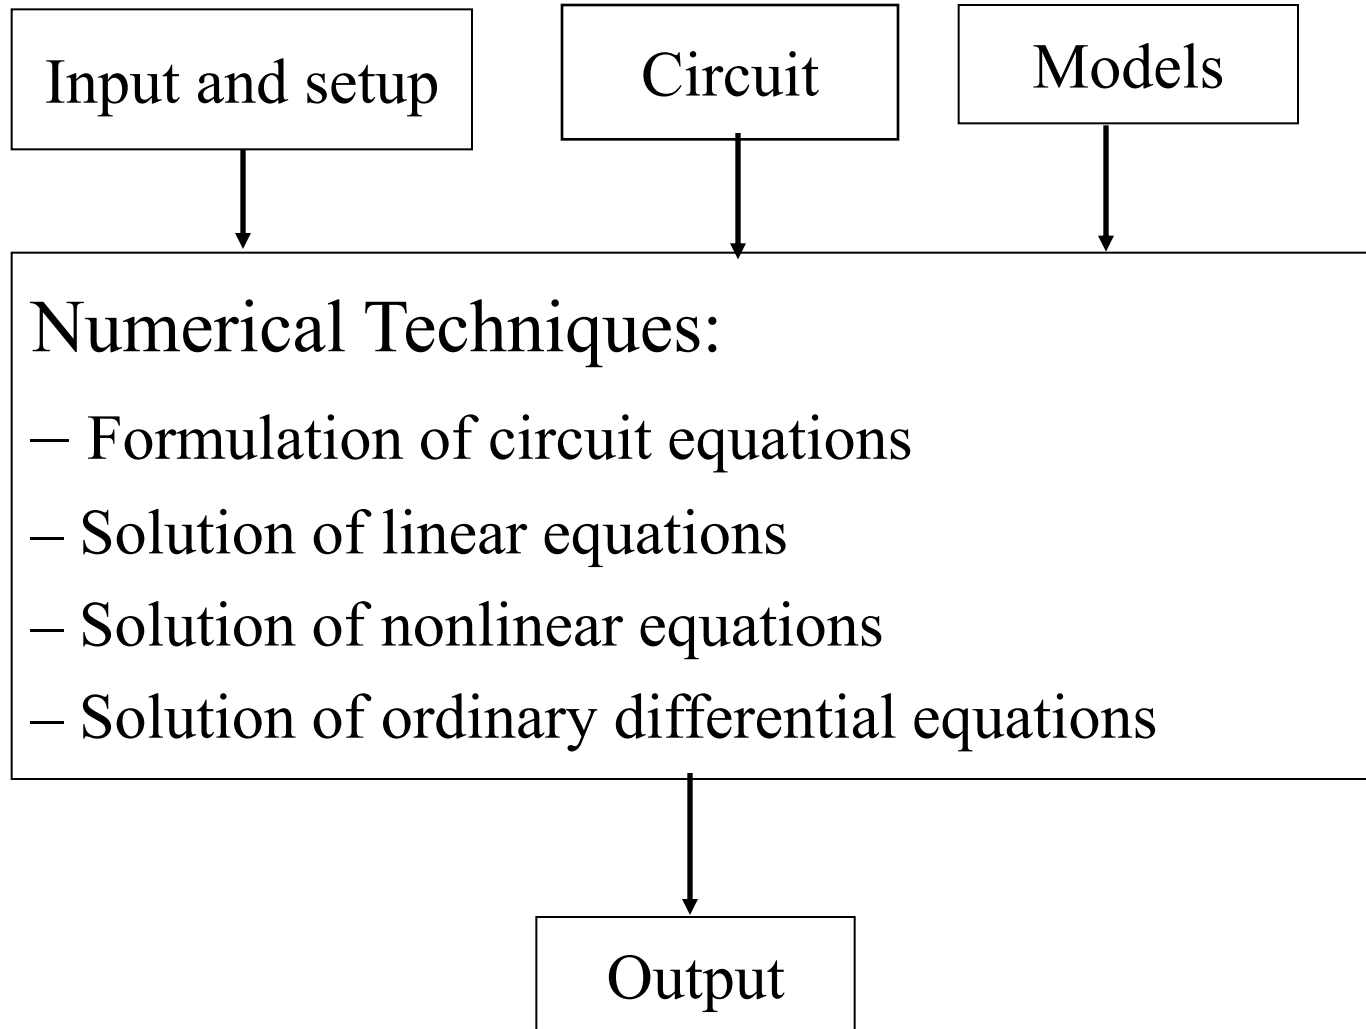 Input and setup
Circuit
Models
Numerical Techniques:
– Formulation of circuit equations
– Solution of linear equations
– Solution of nonlinear equations
– Solution of ordinary differential equations
Output